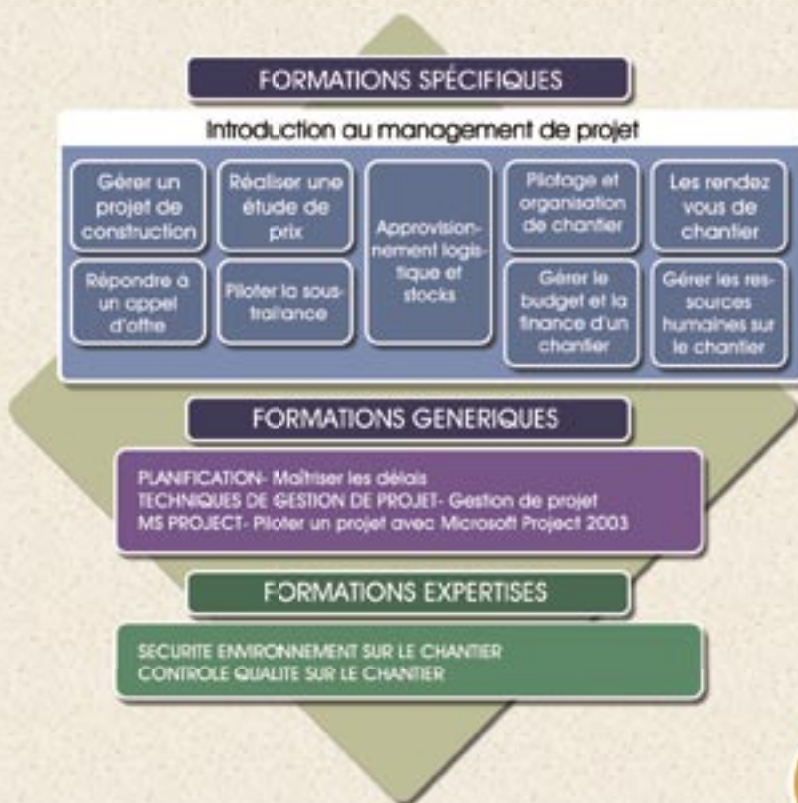 FORMATIONS SPÉCIFIQUES
Introduction au management de projet
Gérer un
projet de
construction
Réaliser une
étude de
prix
Approvision-
nement logis-
tique et
stocks
Pilotage et
organisation
de chantier
Les rendez
vous de
chantier
Répondre à
un appel
d'offre
Piloter la sous-
traitance
Gérer le
budget et la
finance d'un
chantier
Gérer les res-
sources
humaines sur
le chantier
FORMATIONS GENERIQUES
PLANIFICATION- Maîtriser les délais
TECHNIQUES DE GESTION DE PROJET- Gestion de projet
MS PROJECT- Piloter un projet avec Microsoft Project 2003
FORMATIONS EXPERTISES
SECURITE ENVIRONNEMENT SUR LE CHANTIER
CONTROLE QUALITE SUR LE CHANTIER